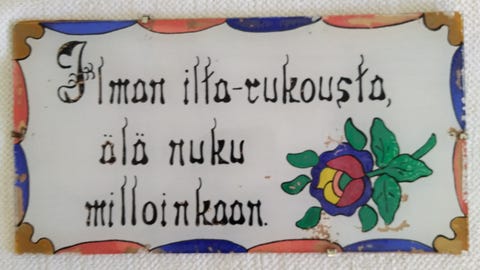 Ilman ilta-rukousta,
älä nuku
milloinkaan.